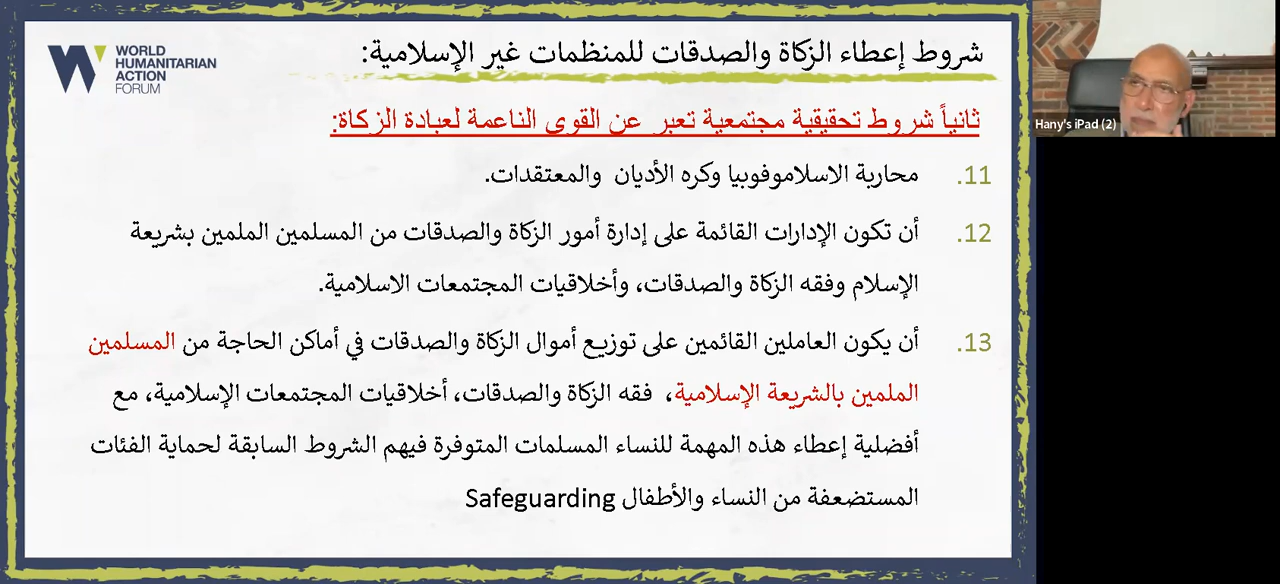 WORLD
HUMANITARIAN
ACTION
FORUM
شروط إعطاء الزكاة والصدقات للمنظمات غير الإسلامية:
ثانياً شروط تحقيقية مجتمعية تعبر عن القوى الناعمة لعبادة الزكاة:
11. محاربة الاسلاموفوبيا وكره الأديان والمعتقدات.
12. أن تكون الإدارات القائمة على إدارة أمور الزكاة والصدقات من المسلمين الملمين بشريعة
الإسلام وفقه الزكاة والصدقات، وأخلاقيات المجتمعات الاسلامية.
13. أن يكون العاملين القائمين على توزيع أموال الزكاة والصدقات في أماكن الحاجة من المسلمين
الملمين بالشريعة الإسلامية، فقه الزكاة والصدقات، أخلاقيات المجتمعات الإسلامية، مع
أفضلية إعطاء هذه المهمة للنساء المسلمات المتوفرة فيهم الشروط السابقة لحماية الفئات
المستضعفة من النساء والأطفال Safeguarding
Hany's iPad (2)